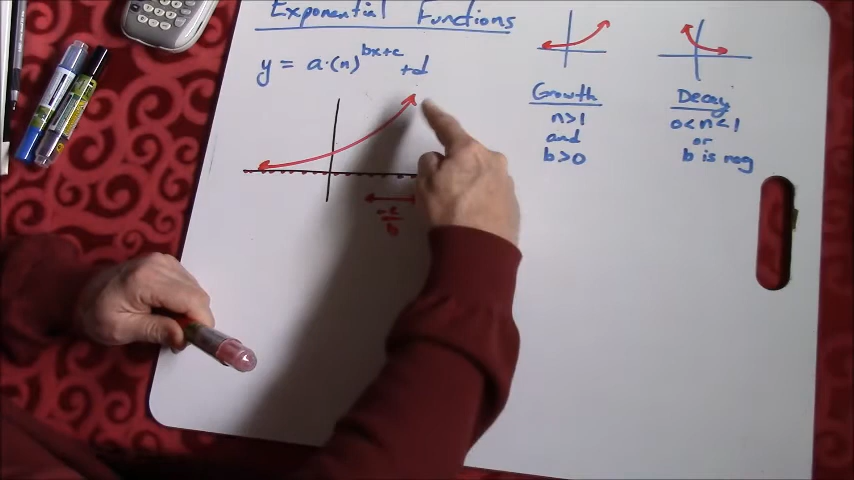 Exponential Functions
y = a·(n)^(bx+c) +d
-c/b
Growth
n>1
and
b>0
Decay
0<n<1
or
b is neg